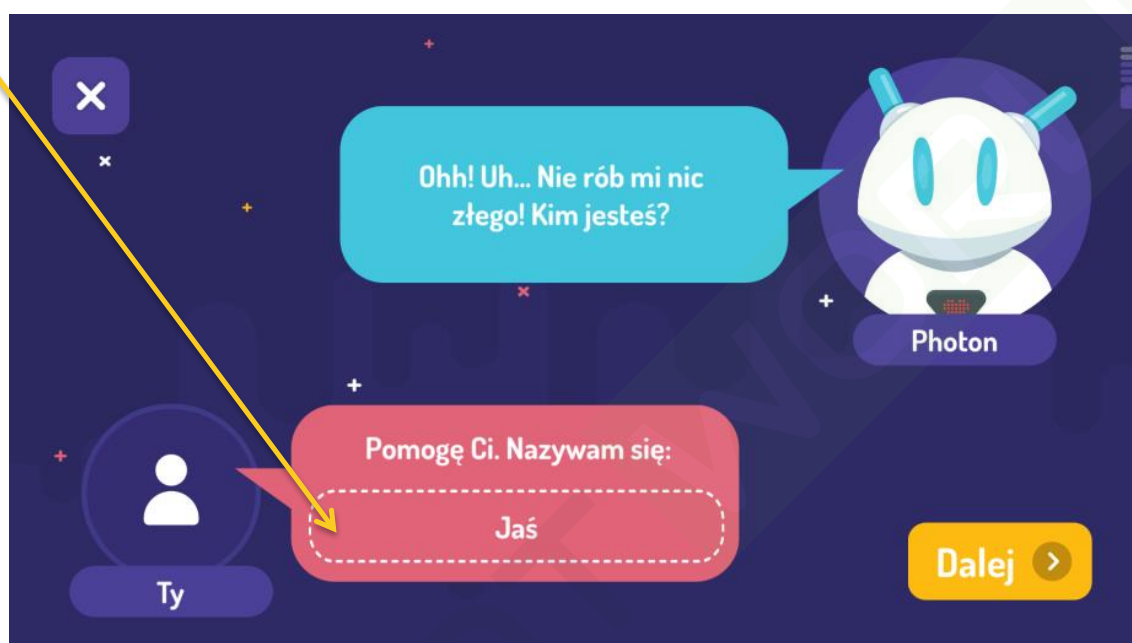 Ohh! Uh... Nie rób mi nic
złego! Kim jesteś?
Photon
Pomogę Ci. Nazywam się:
Jaś
Ty
Dalej